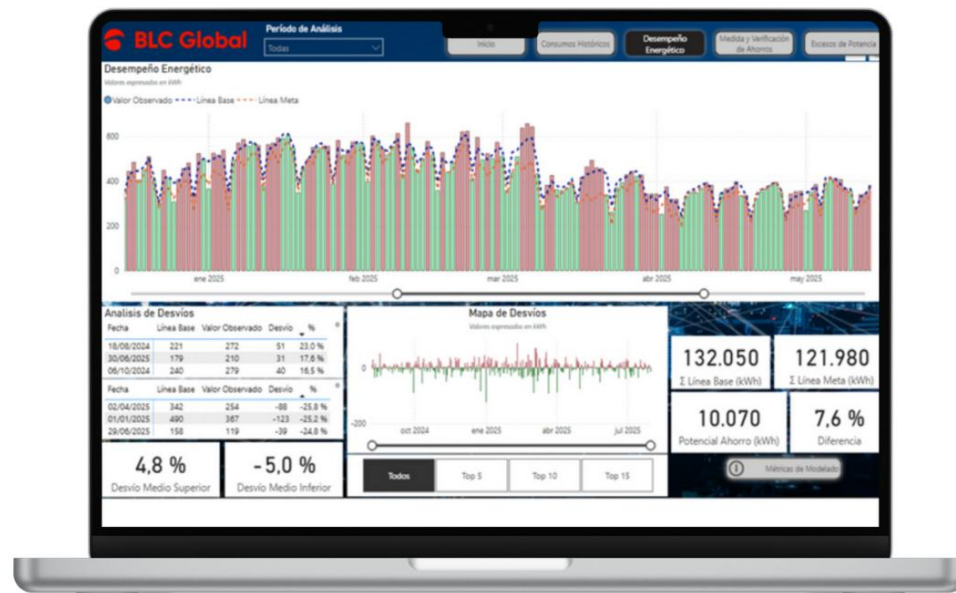 BLC Global
Período de Análisis
Todas
Inicio
Consumos Históricos
Desempeño
Energético
Medida y Verificación
de Ahorros
Excesos de Potencia
Desempeño Energético
Valores expresados en kWh
Valor Observado Línea Base Línea Meta
600
400
200
0
ene 2025 feb 2025 mar 2025 abr 2025 may 2025
Analisis de Desvíos
Fecha Línea Base Valor Observado Desvío %
18/08/2024 221 272 51 23,0 %
30/06/2025 179 210 31 17,6 %
06/10/2024 240 279 40 16,5 %
Fecha Línea Base Valor Observado Desvío %
02/04/2025 342 254 -88 -25,8 %
01/01/2025 490 367 -123 -25,2 %
29/06/2025 158 119 -39 -24,8 %
4,8 %
Desvío Medio Superior
-5,0 %
Desvío Medio Inferior
Mapa de Desvíos
Valores expresados en kWh
0
-200
oct 2024 ene 2025 abr 2025 jul 2025
Todos Top 5 Top 10 Top 15
132.050
Σ Línea Base (kWh)
121.980
Σ Línea Meta (kWh)
10.070
Potencial Ahorro (kWh)
7,6 %
Diferencia
Métricas de Modelado